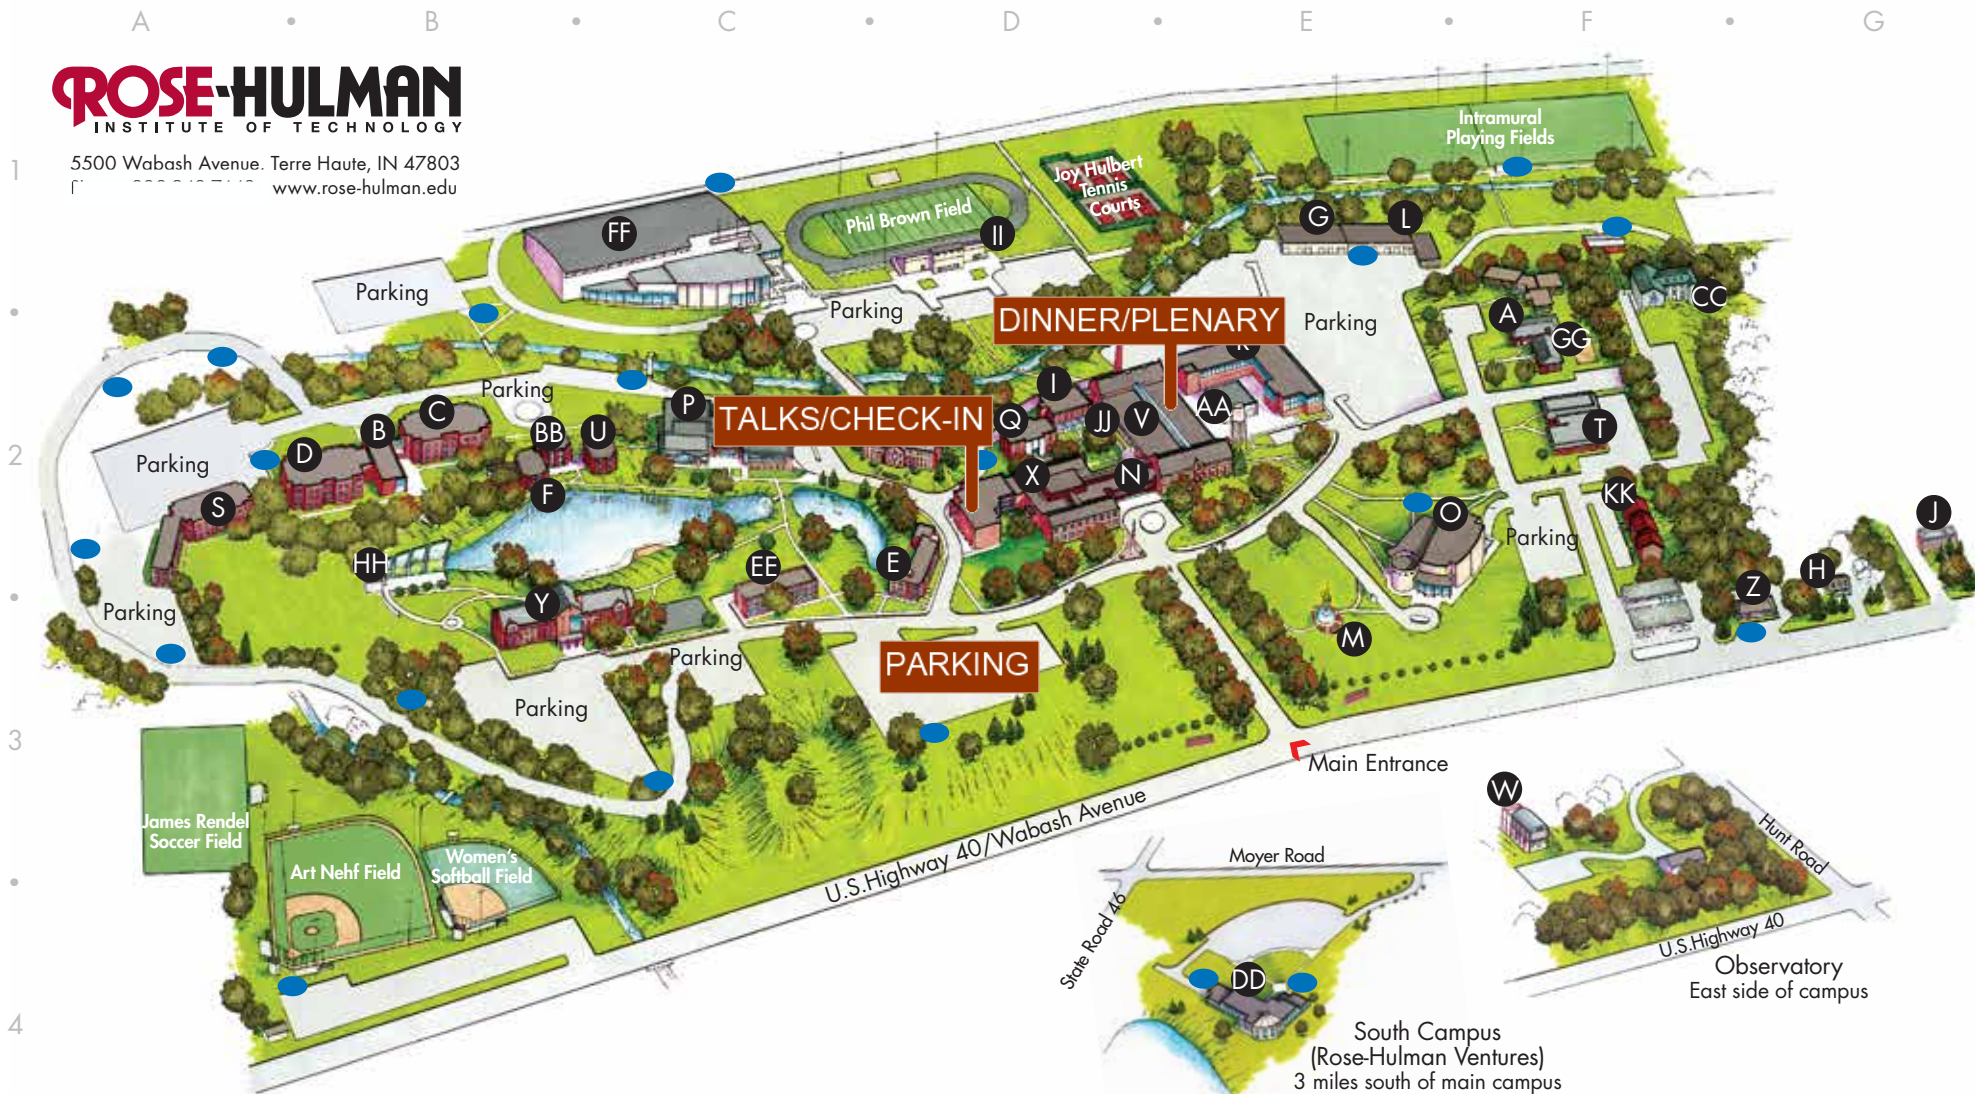 A • B • C • D • E • F • G
ROSE-HULMAN
INSTITUTE OF TECHNOLOGY
5500 Wabash Avenue, Terre Haute, IN 47803
www.rose-hulman.edu
1
Intramural
Playing Fields
Joy Hulbert
Tennis
Courts
Phil Brown Field
FF
II
G
L
CC
Parking
Parking
DINNER/PLENARY
Parking
A
GG
•
Parking
I
AA
P
TALKS/CHECK-IN
Q
JJ
V
T
C
B
BB
U
2
D
Parking
X
N
KK
S
F
O
J
Parking
HH
EE
E
H
Z
•
Parking
Y
M
Parking
PARKING
Parking
3
Main Entrance
W
Hunt Road
U.S.Highway 40/Wabash Avenue
James Rendel
Soccer Field
Art Nehf Field
Women's
Softball Field
Moyer Road
•
State Road 46
U.S.Highway 40
Observatory
East side of campus
DD
4
South Campus
(Rose-Hulman Ventures)
3 miles south of main campus